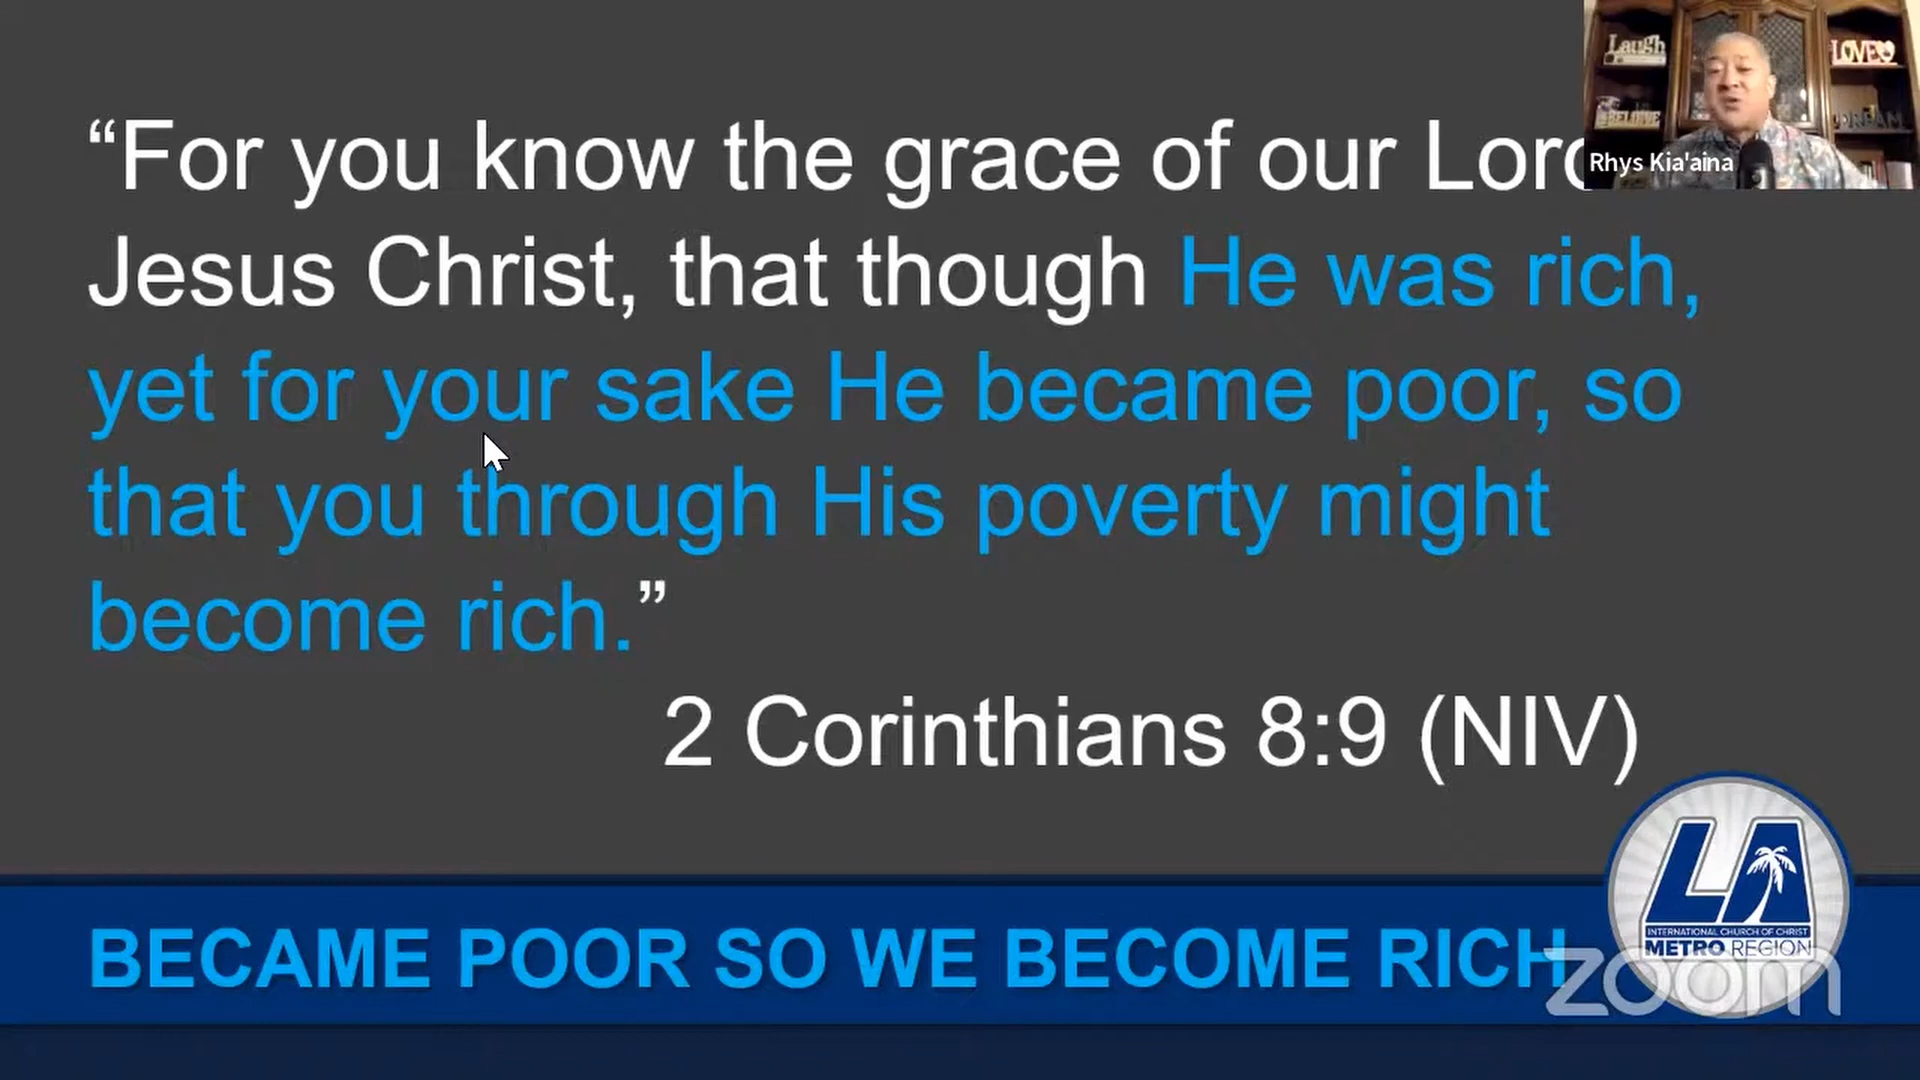 “For you know the grace of our Lord
Jesus Christ, that though He was rich,
yet for your sake He became poor, so
that you through His poverty might
become rich.”
2 Corinthians 8:9 (NIV)
BECAME POOR SO WE BECOME RICH
Rhys Kia'aina
Laugh
LOVE
BELIEVE
DREAM
LA
INTERNATIONAL CHURCH OF CHRIST
METRO REGION
zoom